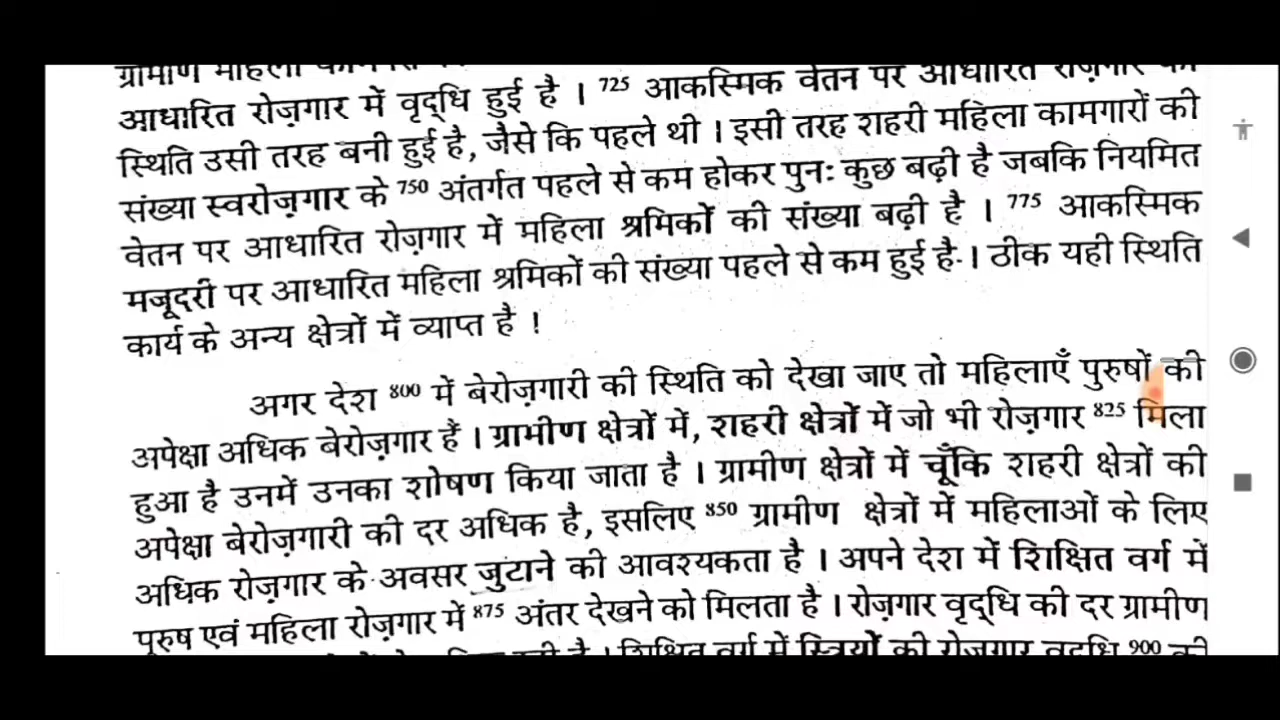 ग्रामीण महिला
आधारित रोज़गार में वृद्धि हुई है । 725 आकस्मिक वेतन पर आधारित रोज़गार की
स्थिति उसी तरह बनी हुई है, जैसे कि पहले थी । इसी तरह शहरी महिला कामगारों की
संख्या स्वरोज़गार के 750 अंतर्गत पहले से कम होकर पुनः कुछ बढ़ी है जबकि नियमित
वेतन पर आधारित रोज़गार में महिला श्रमिकों की संख्या बढ़ी है । 775 आकस्मिक
मजूदरी पर आधारित महिला श्रमिकों की संख्या पहले से कम हुई है । ठीक यही स्थिति
कार्य के अन्य क्षेत्रों में व्याप्त है !
अगर देश 800 में बेरोज़गारी की स्थिति को देखा जाए तो महिलाएँ पुरुषों की
अपेक्षा अधिक बेरोज़गार हैं । ग्रामीण क्षेत्रों में, शहरी क्षेत्रों में जो भी रोज़गार 825 मिला
हुआ है उनमें उनका शोषण किया जाता है । ग्रामीण क्षेत्रों में चूँकि शहरी क्षेत्रों की
अपेक्षा बेरोज़गारी की दर अधिक है, इसलिए 850 ग्रामीण क्षेत्रों में महिलाओं के लिए
अधिक रोज़गार के अवसर जुटाने की आवश्यकता है । अपने देश में शिक्षित वर्ग में
पुरुष एवं महिला रोज़गार में 875 अंतर देखने को मिलता है । रोज़गार वृद्धि की दर ग्रामीण
है । शिक्षित वर्ग में स्त्रियों की रोज़गार वृद्धि 900 की